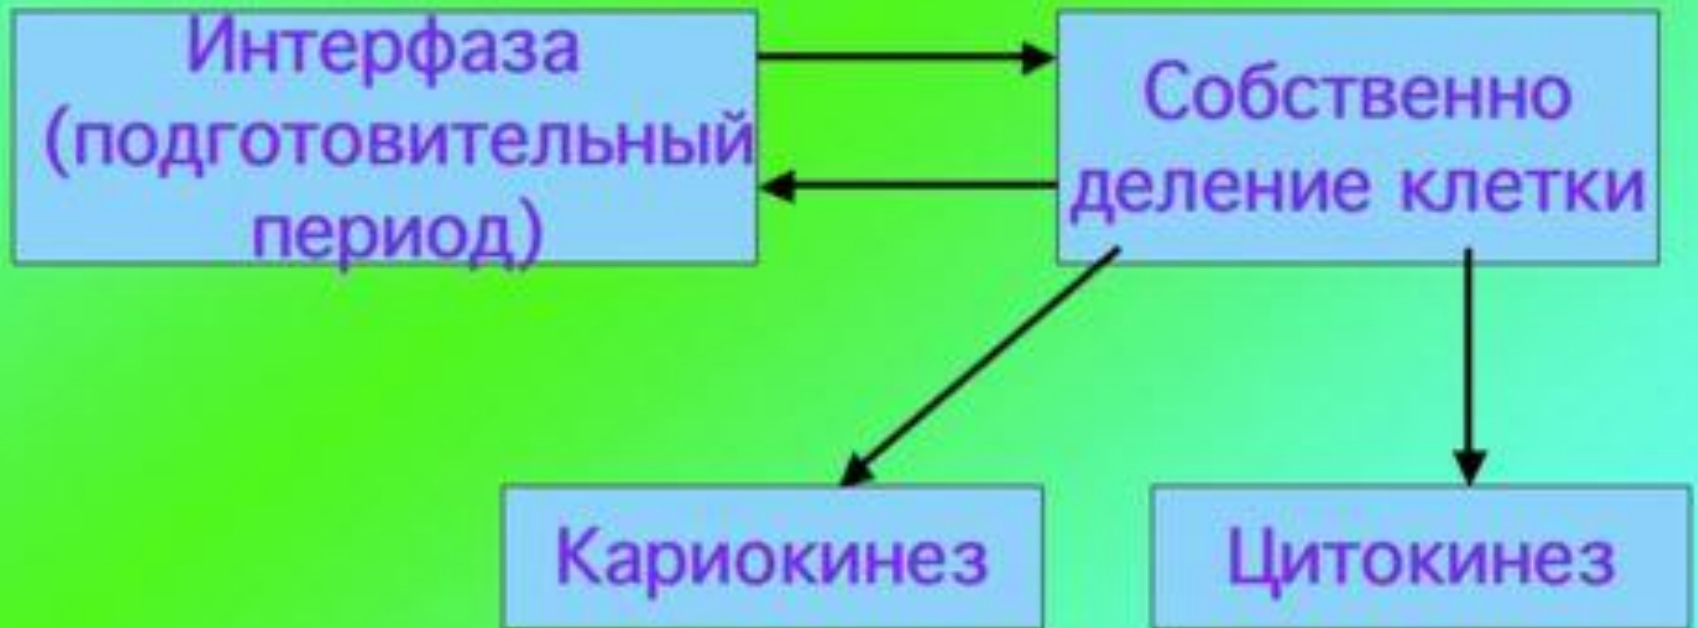 Интерфаза
(подготовительный
период)
Собственно
деление клетки
Кариокинез
Цитокинез